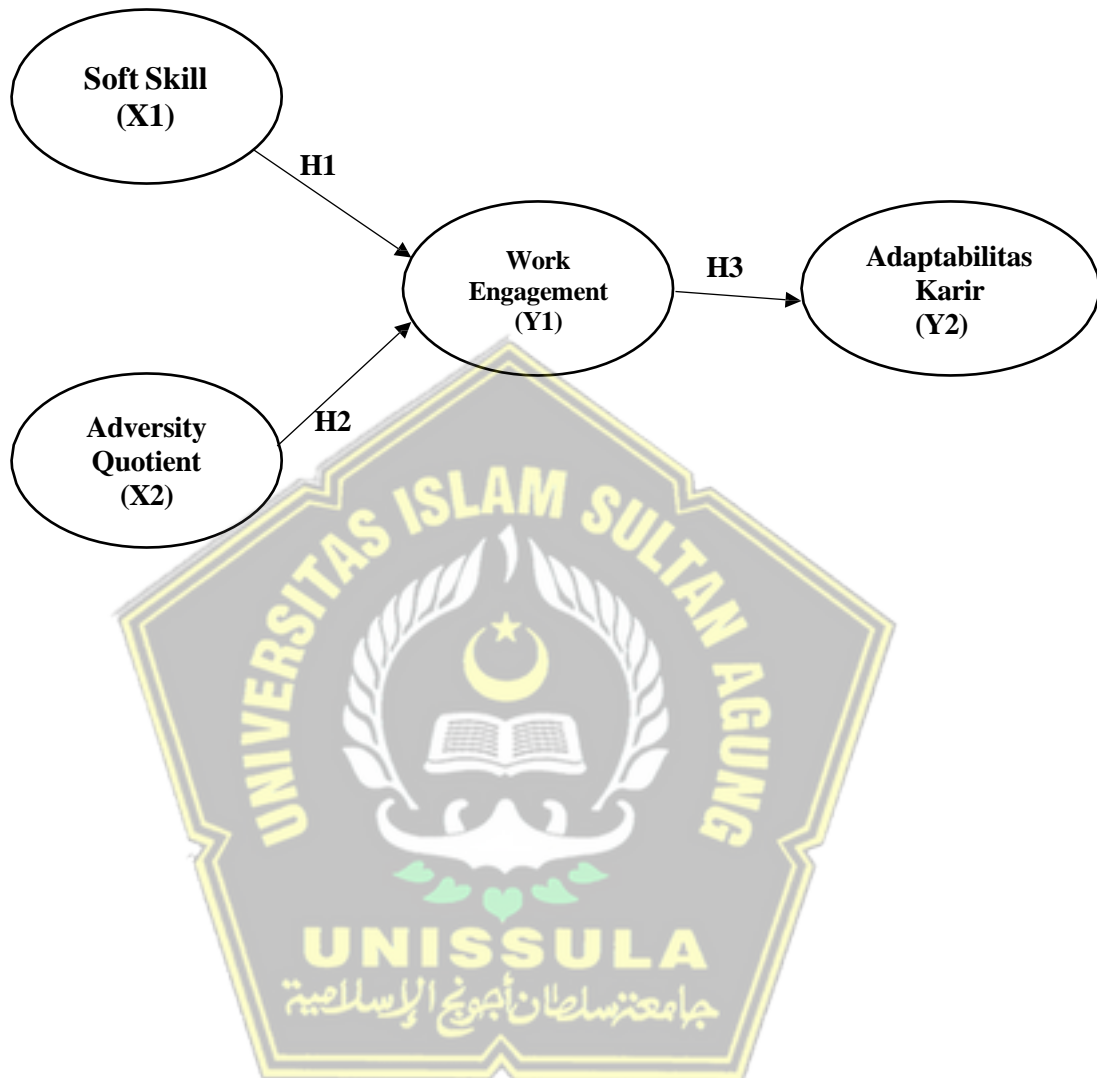 Soft Skill
(X1)
H1
Work
Engagement
(Y1)
H3
Adaptabilitas
Karir
(Y2)
Adversity
Quotient
(X2)
H2
UNIVERSITAS ISLAM SULTAN AGUNG
UNISSULA
جامعة سلطان أجونج الإسلامية